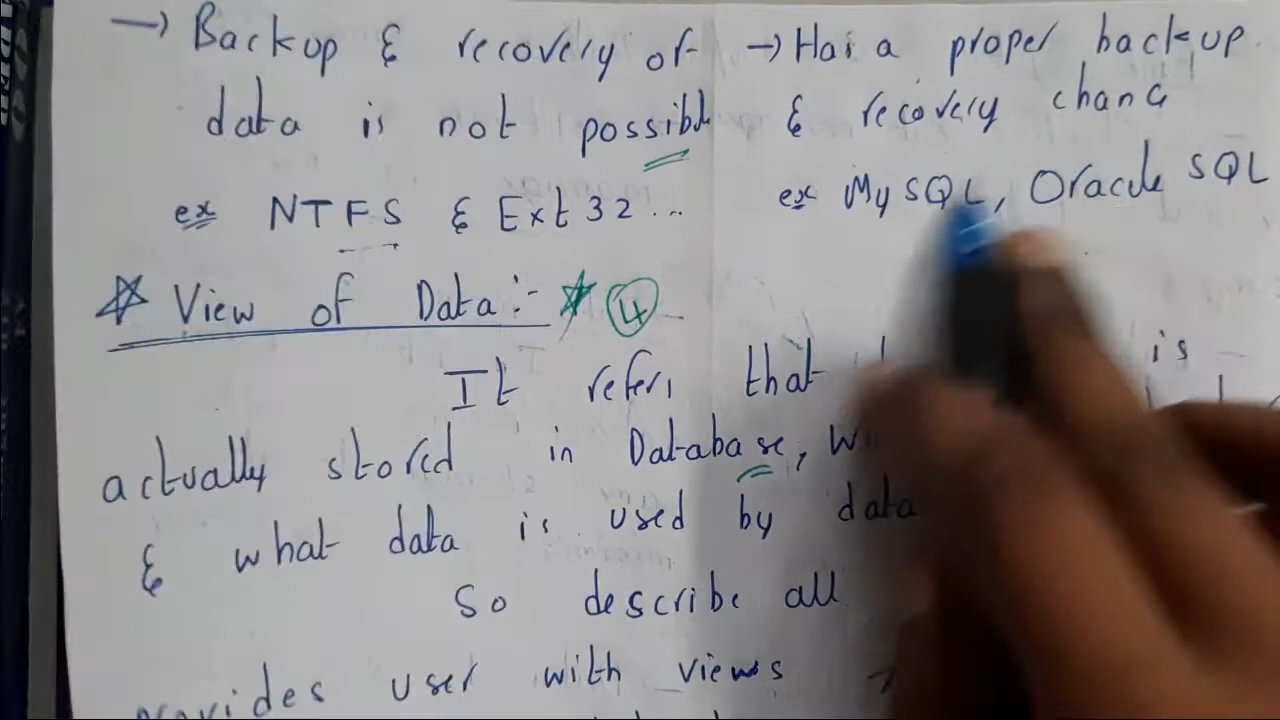 → Backup & recovery of
data is not possible
ex NTFS & Ext 32 ...
→ Has a proper backup
& recovery
ex MySQL, Oracle SQL
View of Data :- 4
It refers that is
actually stored in Database,
& what data is used by data
So describe all
provides user with views